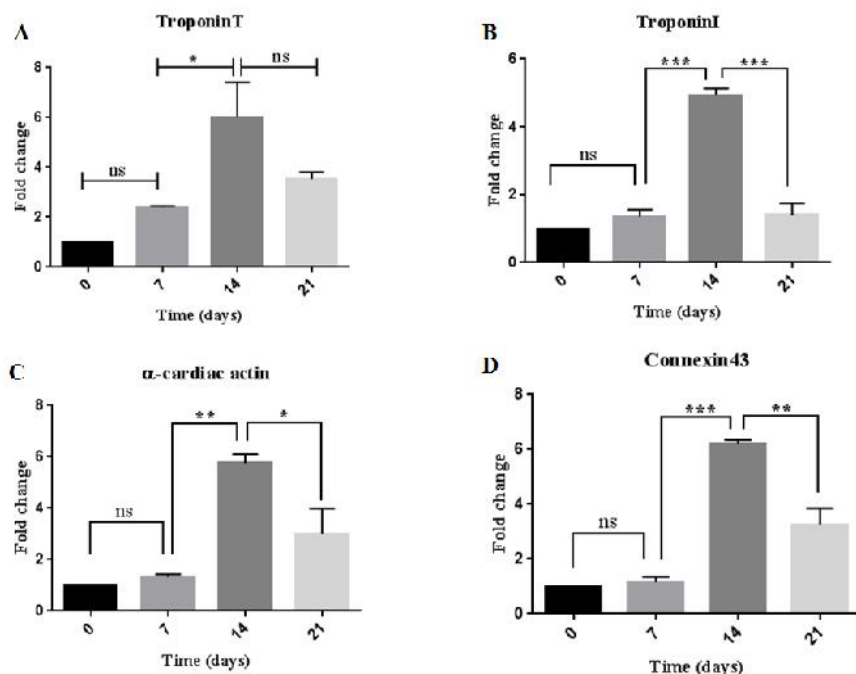 A
TroponinT
Fold change
8
6
4
2
0
ns
*
ns
0
7
14
21
Time (days)
B
TroponinI
Fold change
6
4
2
0
ns
***
***
0
7
14
21
Time (days)
C
α-cardiac actin
Fold change
8
6
4
2
0
ns
**
*
0
7
14
21
Time (days)
D
Connexin43
Fold change
8
6
4
2
0
ns
***
**
0
7
14
21
Time (days)